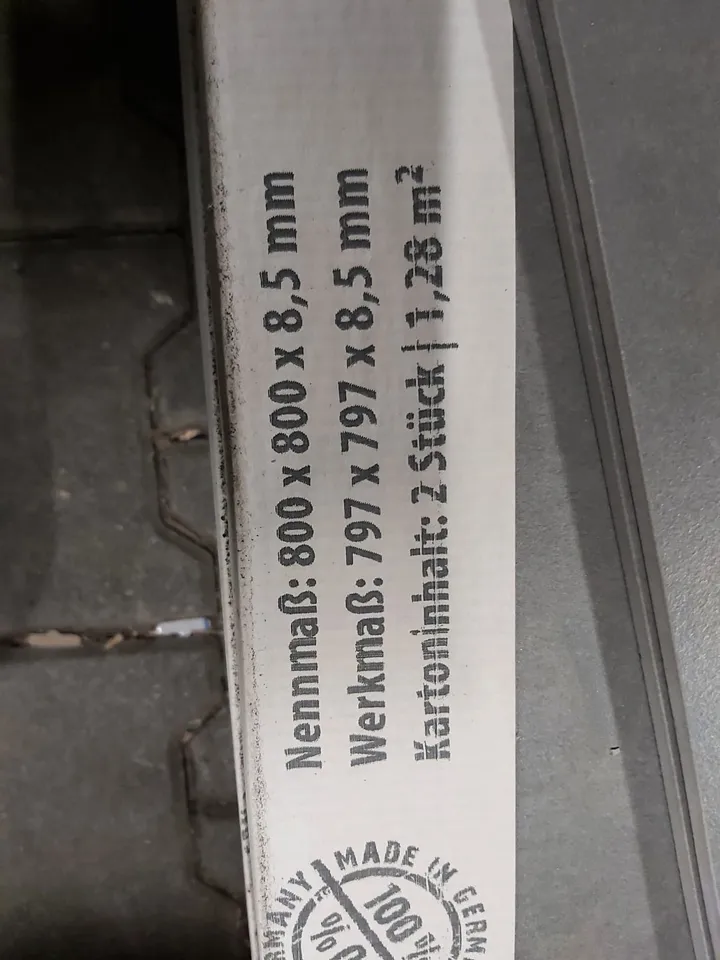 Nennmaß: 800 x 800 x 8,5 mm
Werkmaß: 797 x 797 x 8,5 mm
Kartoninhalt: 2 Stück | 1,28 m²
MADE IN
100